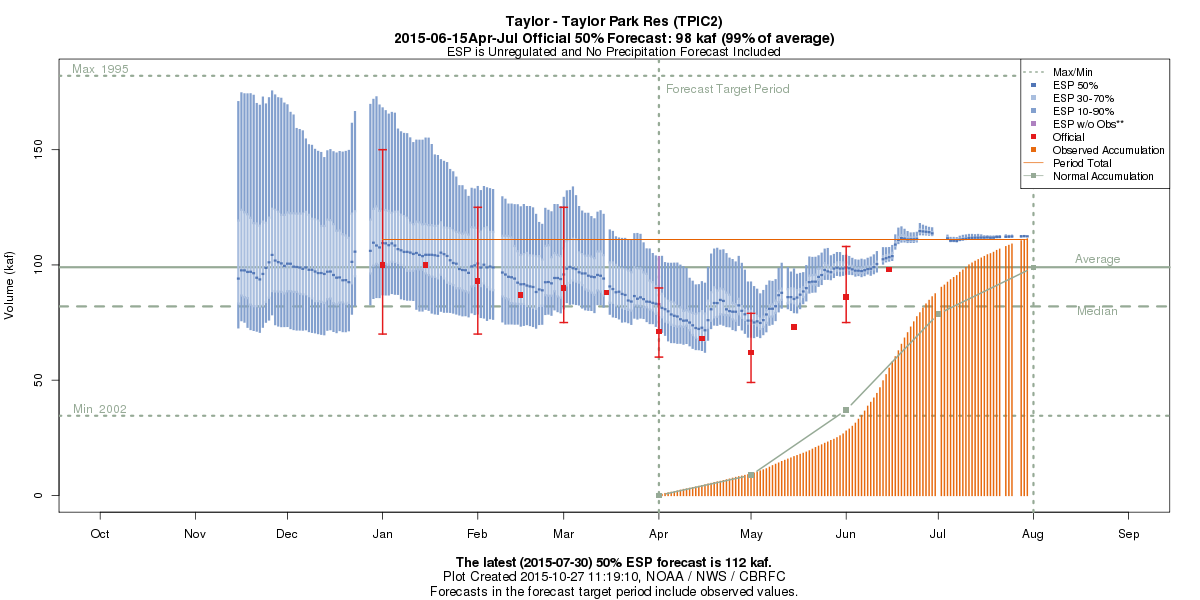 Taylor - Taylor Park Res (TPIC2)
2015-06-15Apr-Jul Official 50% Forecast: 98 kaf (99% of average)
ESP is Unregulated and No Precipitation Forecast Included
Max 1995
Forecast Target Period
Max/Min
ESP 50%
ESP 30-70%
ESP 10-90%
ESP w/o Obs**
Official
Observed Accumulation
Period Total
Normal Accumulation
Average
Median
Min 2002
Volume (kaf)
150
100
50
0
Oct Nov Dec Jan Feb Mar Apr May Jun Jul Aug Sep
The latest (2015-07-30) 50% ESP forecast is 112 kaf.
Plot Created 2015-10-27 11:19:10, NOAA / NWS / CBRFC
Forecasts in the forecast target period include observed values.